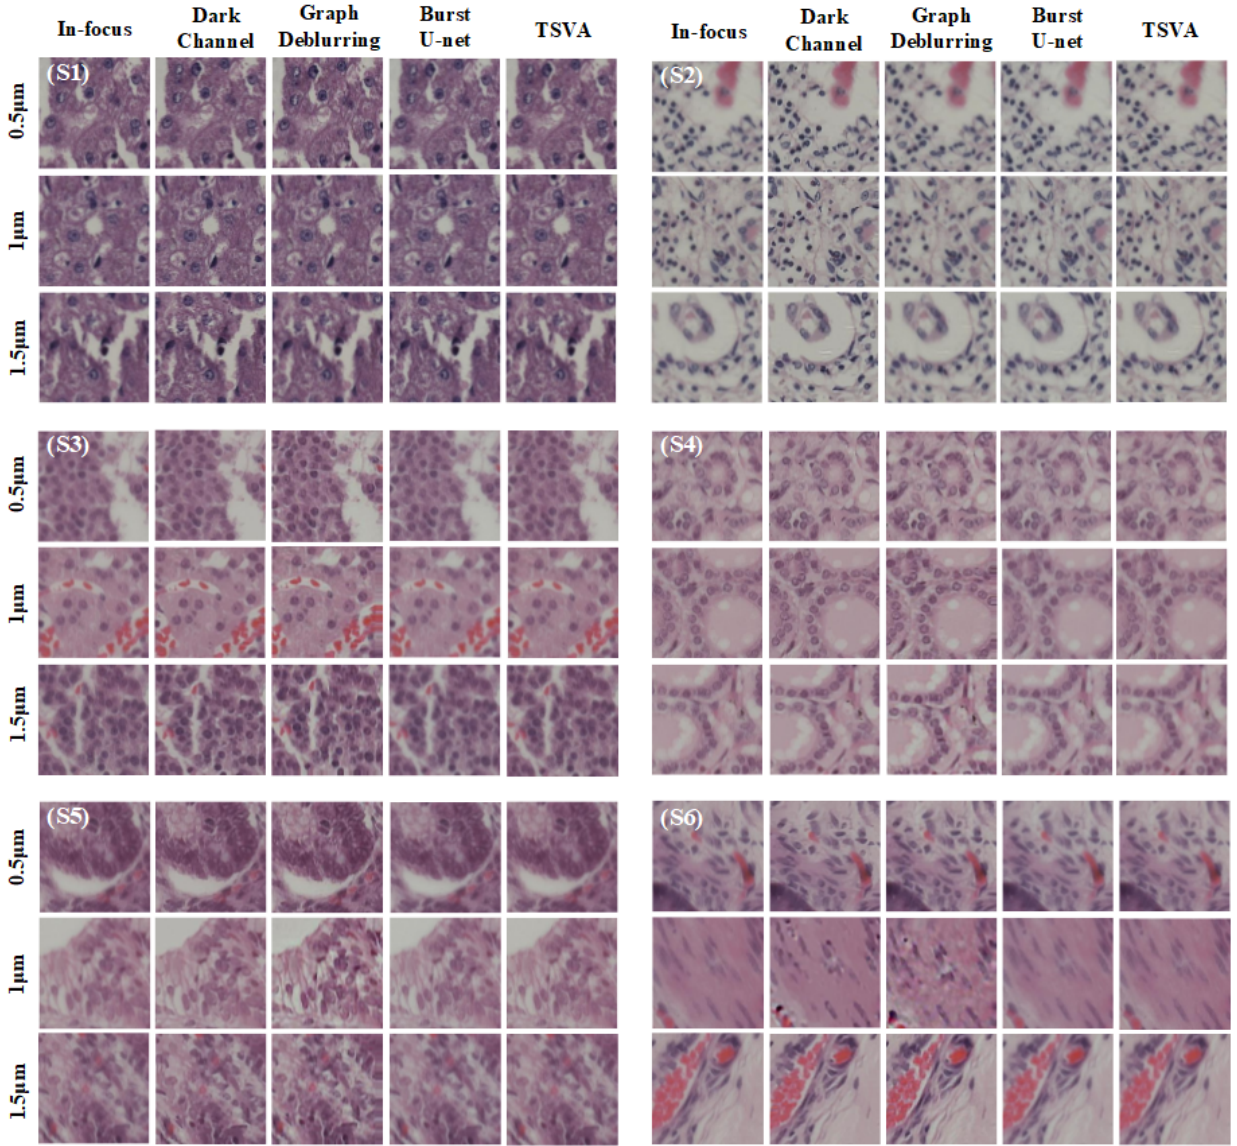 In-focus Dark Channel Graph Deblurring Burst U-net TSVA
In-focus Dark Channel Graph Deblurring Burst U-net TSVA
(S1)
(S2)
0.5μm
1μm
1.5μm
(S3)
(S4)
0.5μm
1μm
1.5μm
(S5)
(S6)
0.5μm
1μm
1.5μm